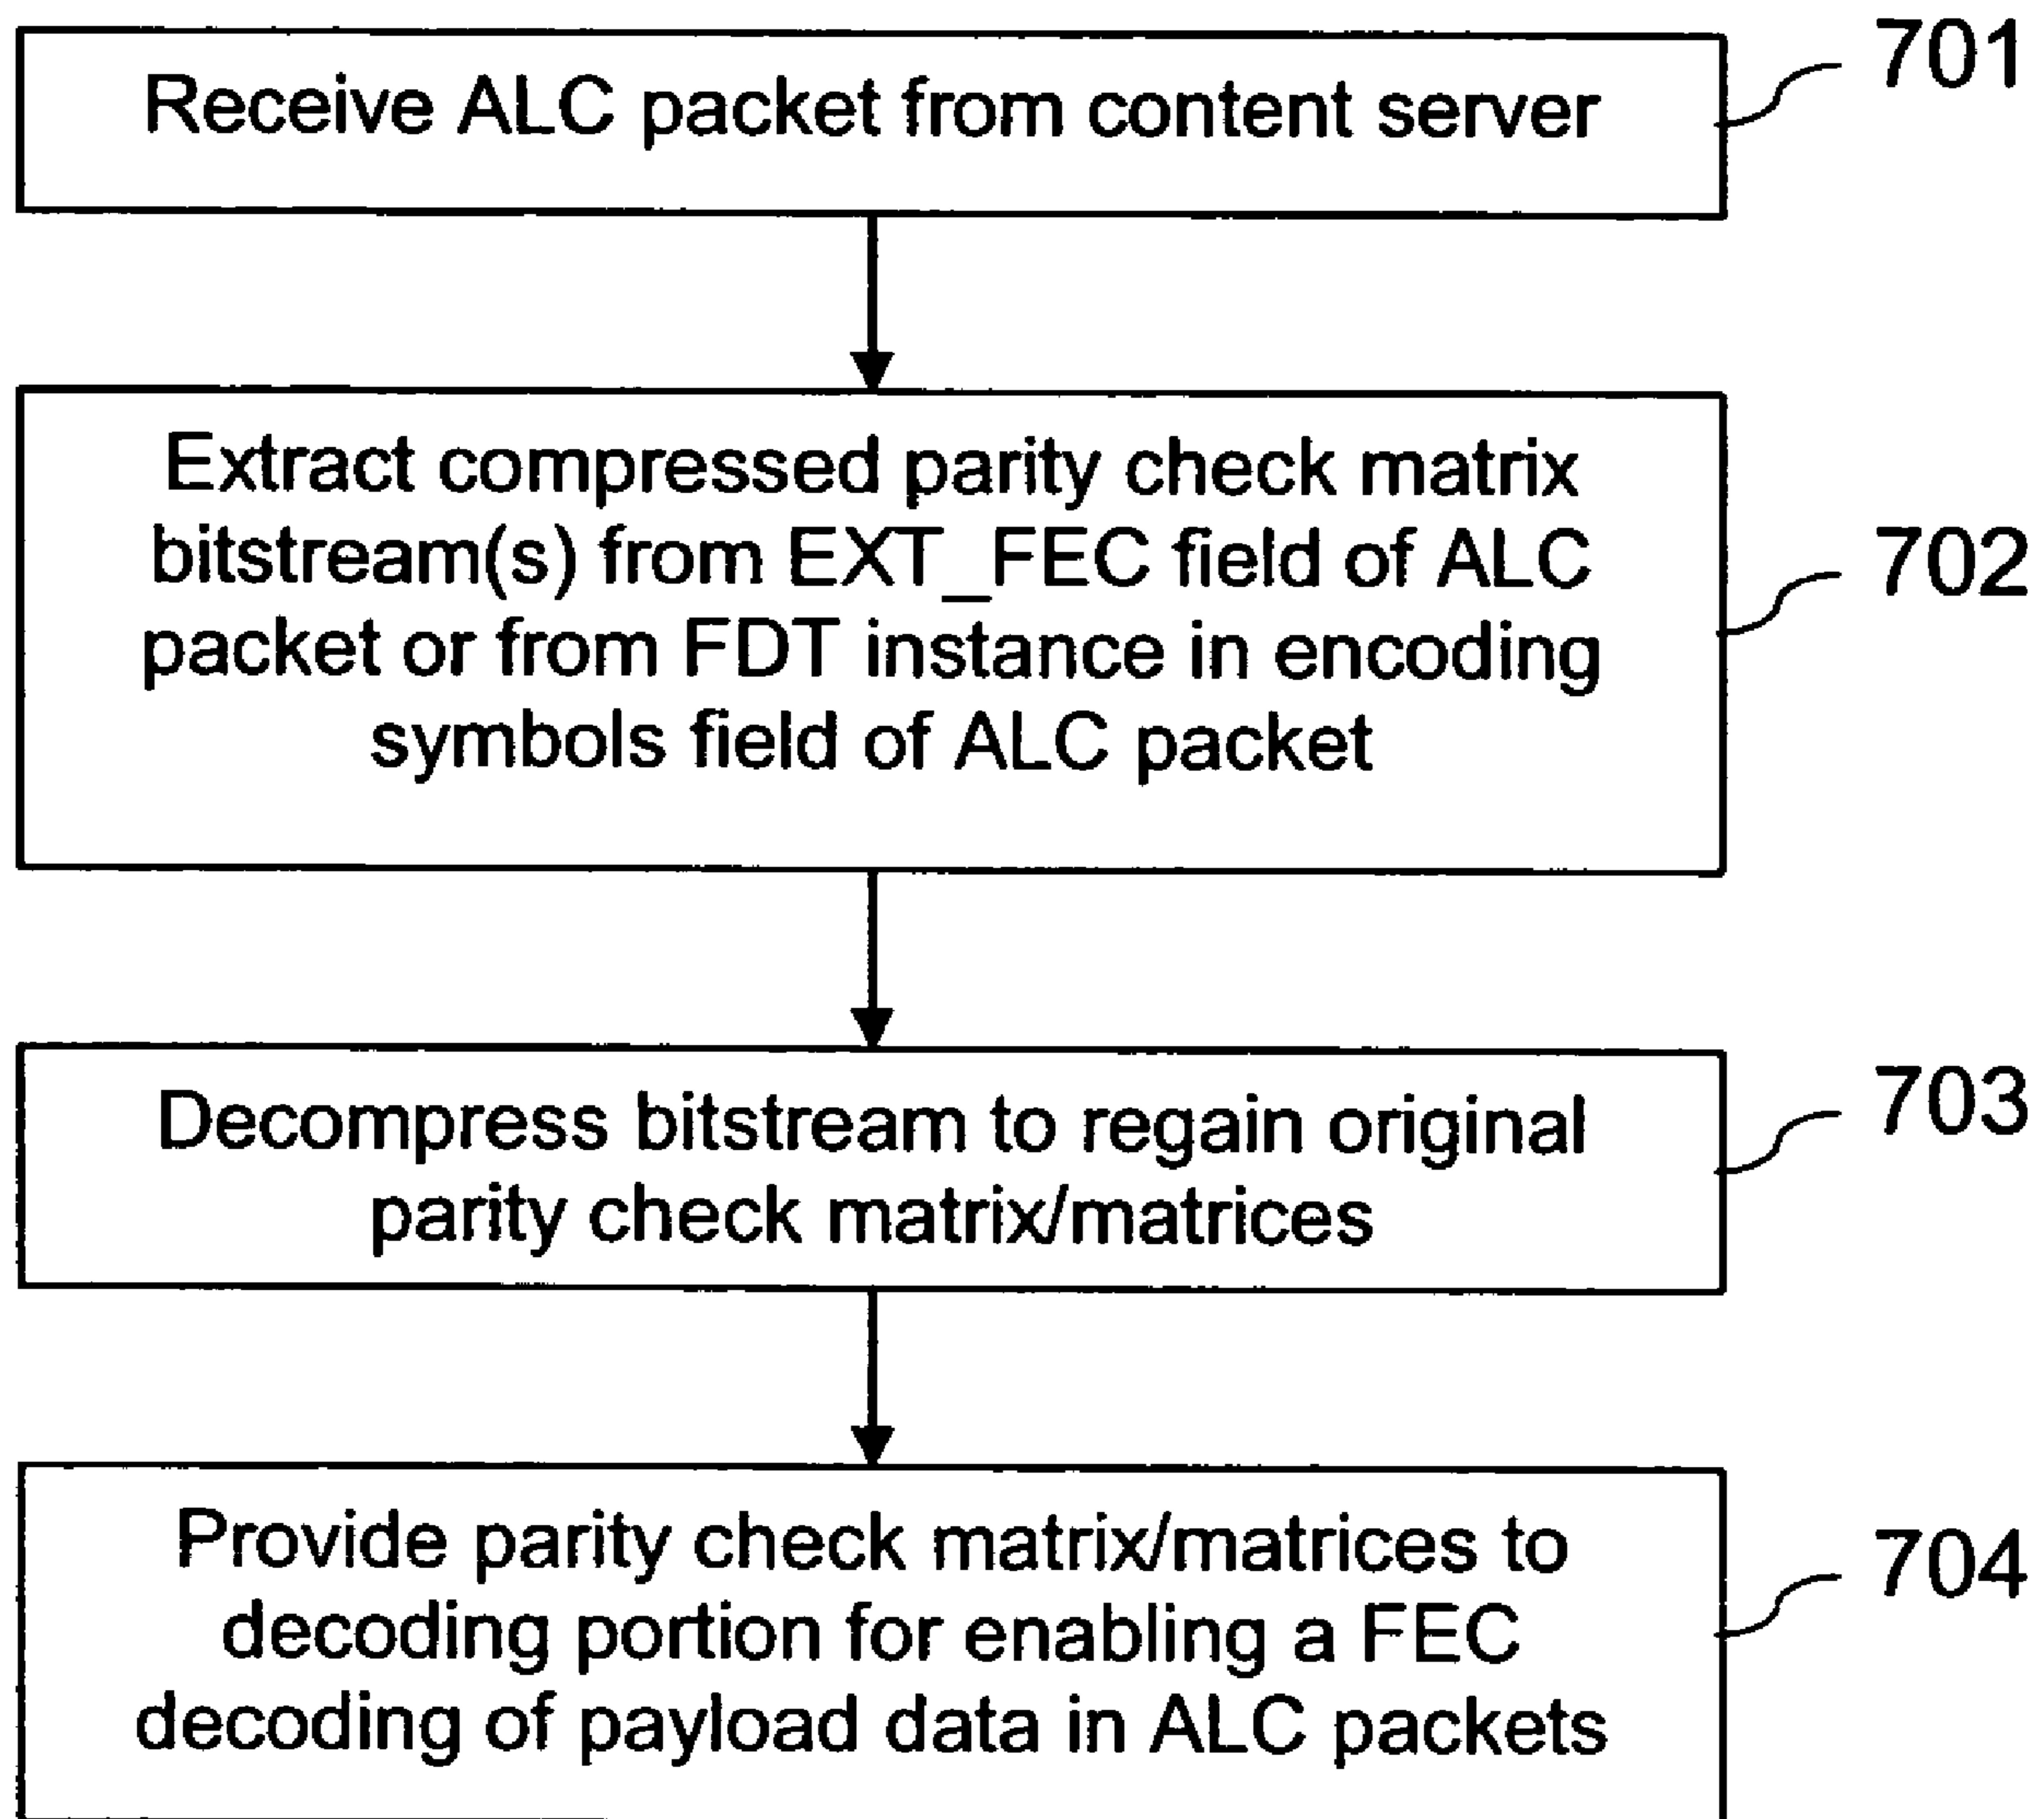 Receive ALC packet from content server
701
Extract compressed parity check matrix
bitstream(s) from EXT_FEC field of ALC
packet or from FDT instance in encoding
symbols field of ALC packet
702
Decompress bitstream to regain original
parity check matrix/matrices
703
Provide parity check matrix/matrices to
decoding portion for enabling a FEC
decoding of payload data in ALC packets
704